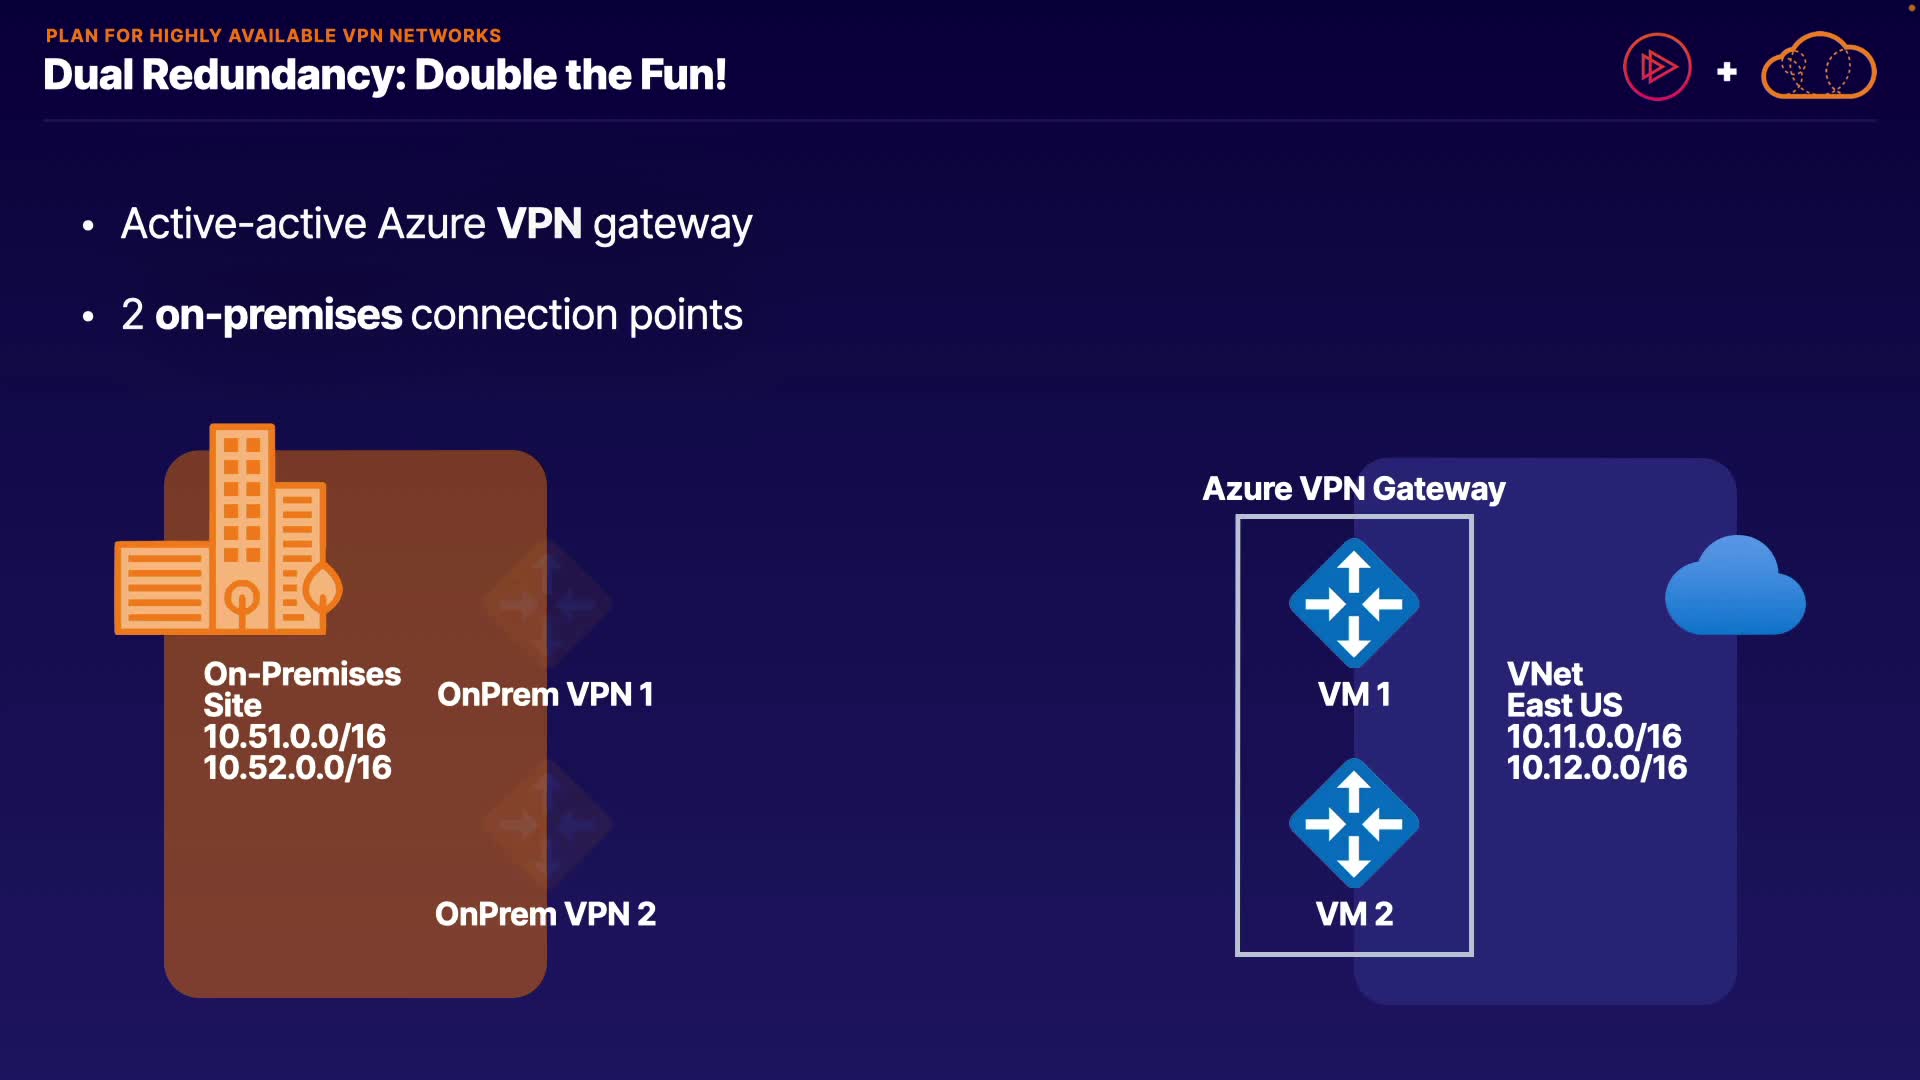 PLAN FOR HIGHLY AVAILABLE VPN NETWORKS
Dual Redundancy: Double the Fun!
• Active-active Azure VPN gateway
• 2 on-premises connection points
On-Premises
Site
10.51.0.0/16
10.52.0.0/16
OnPrem VPN 1
OnPrem VPN 2
Azure VPN Gateway
VM 1
VM 2
VNet
East US
10.11.0.0/16
10.12.0.0/16